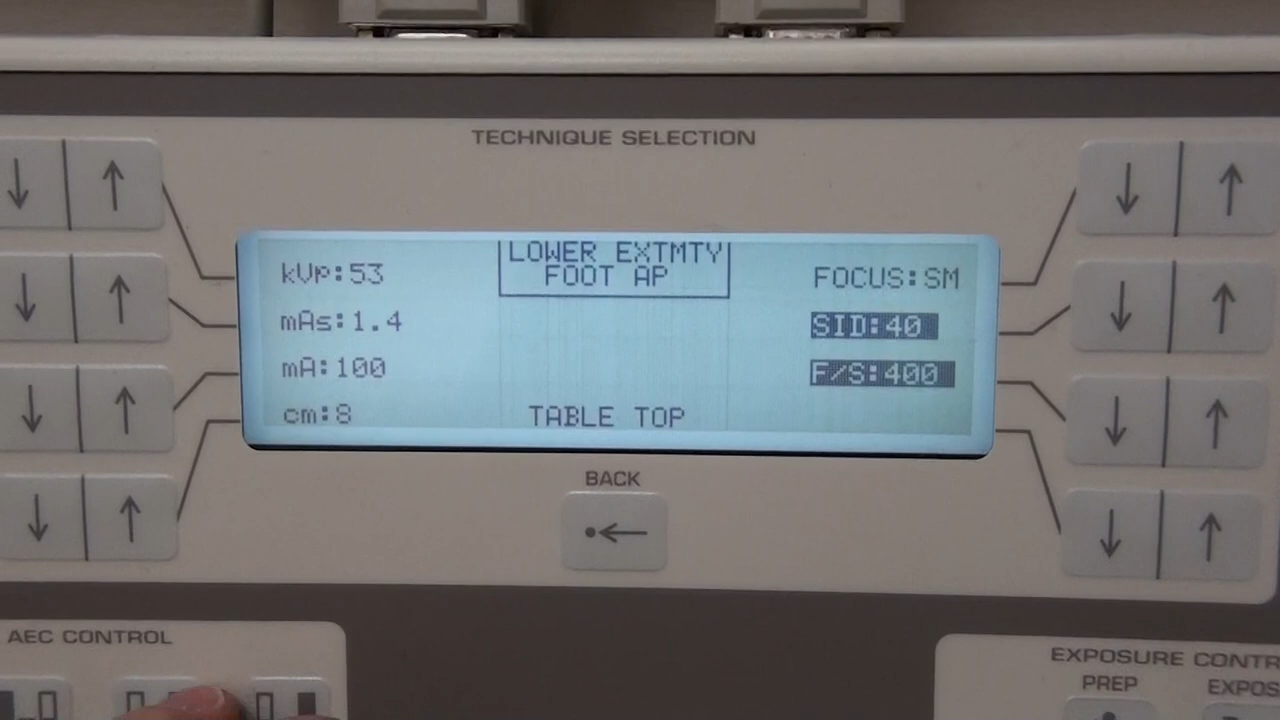 TECHNIQUE SELECTION
LOWER EXTMTY
FOOT AP
kVp:53
FOCUS:SM
mAs:1.4
SID:40
mA:100
F/S:400
cm:8
TABLE TOP
BACK
AEC CONTROL
EXPOSURE CONTR
PREP
EXPOS